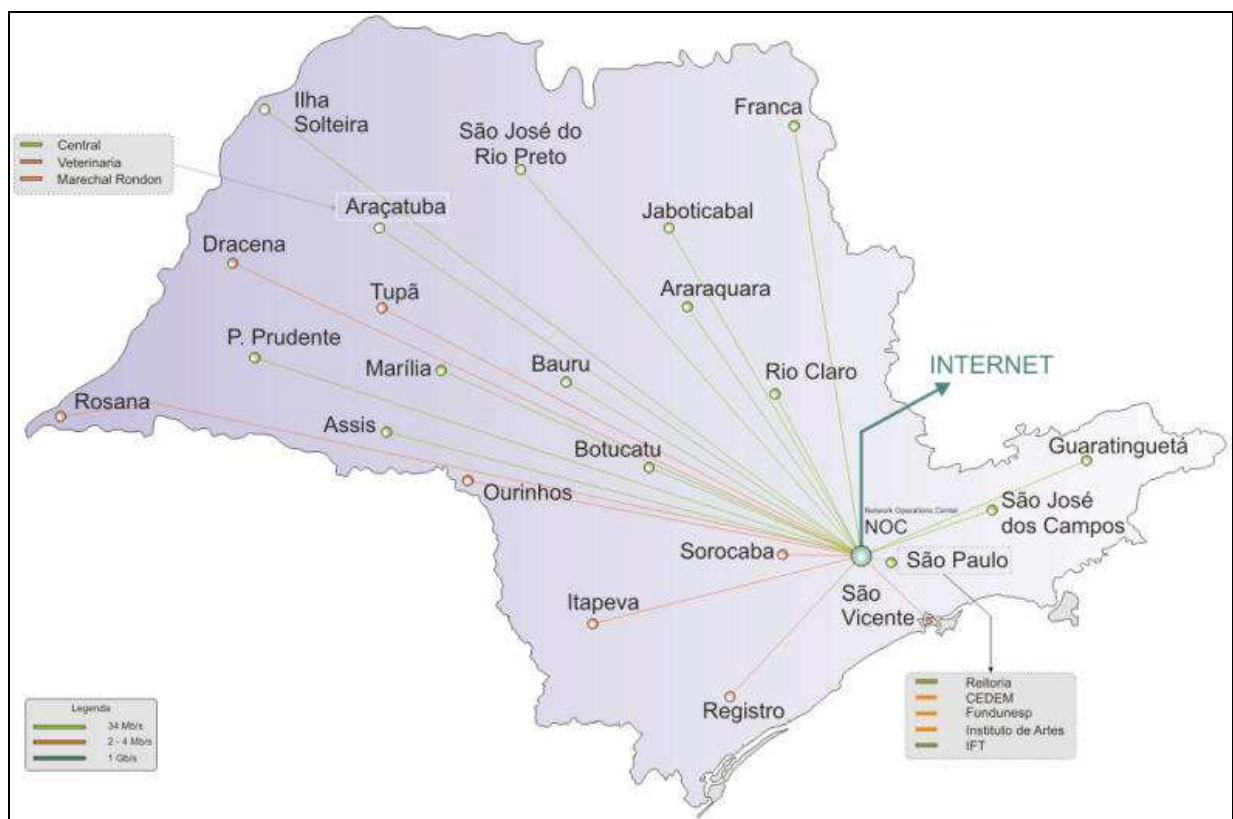 Ilha
Solteira
São José do
Rio Preto
Franca
Central
Veterinaria
Marechal Rondon
Araçatuba
Jaboticabal
Dracena
Tupã
Araraquara
P. Prudente
Marília
Bauru
Rio Claro
INTERNET
Rosana
Assis
Botucatu
Guaratinguetá
Ourinhos
São José
dos Campos
Network Operations Center
NOC
Sorocaba
São Paulo
Itapeva
São
Vicente
Registro
Reitoria
CEDEM
Fundunesp
Instituto de Artes
IFT
Legenda
34 Mb/s
2 - 4 Mb/s
1 Gb/s